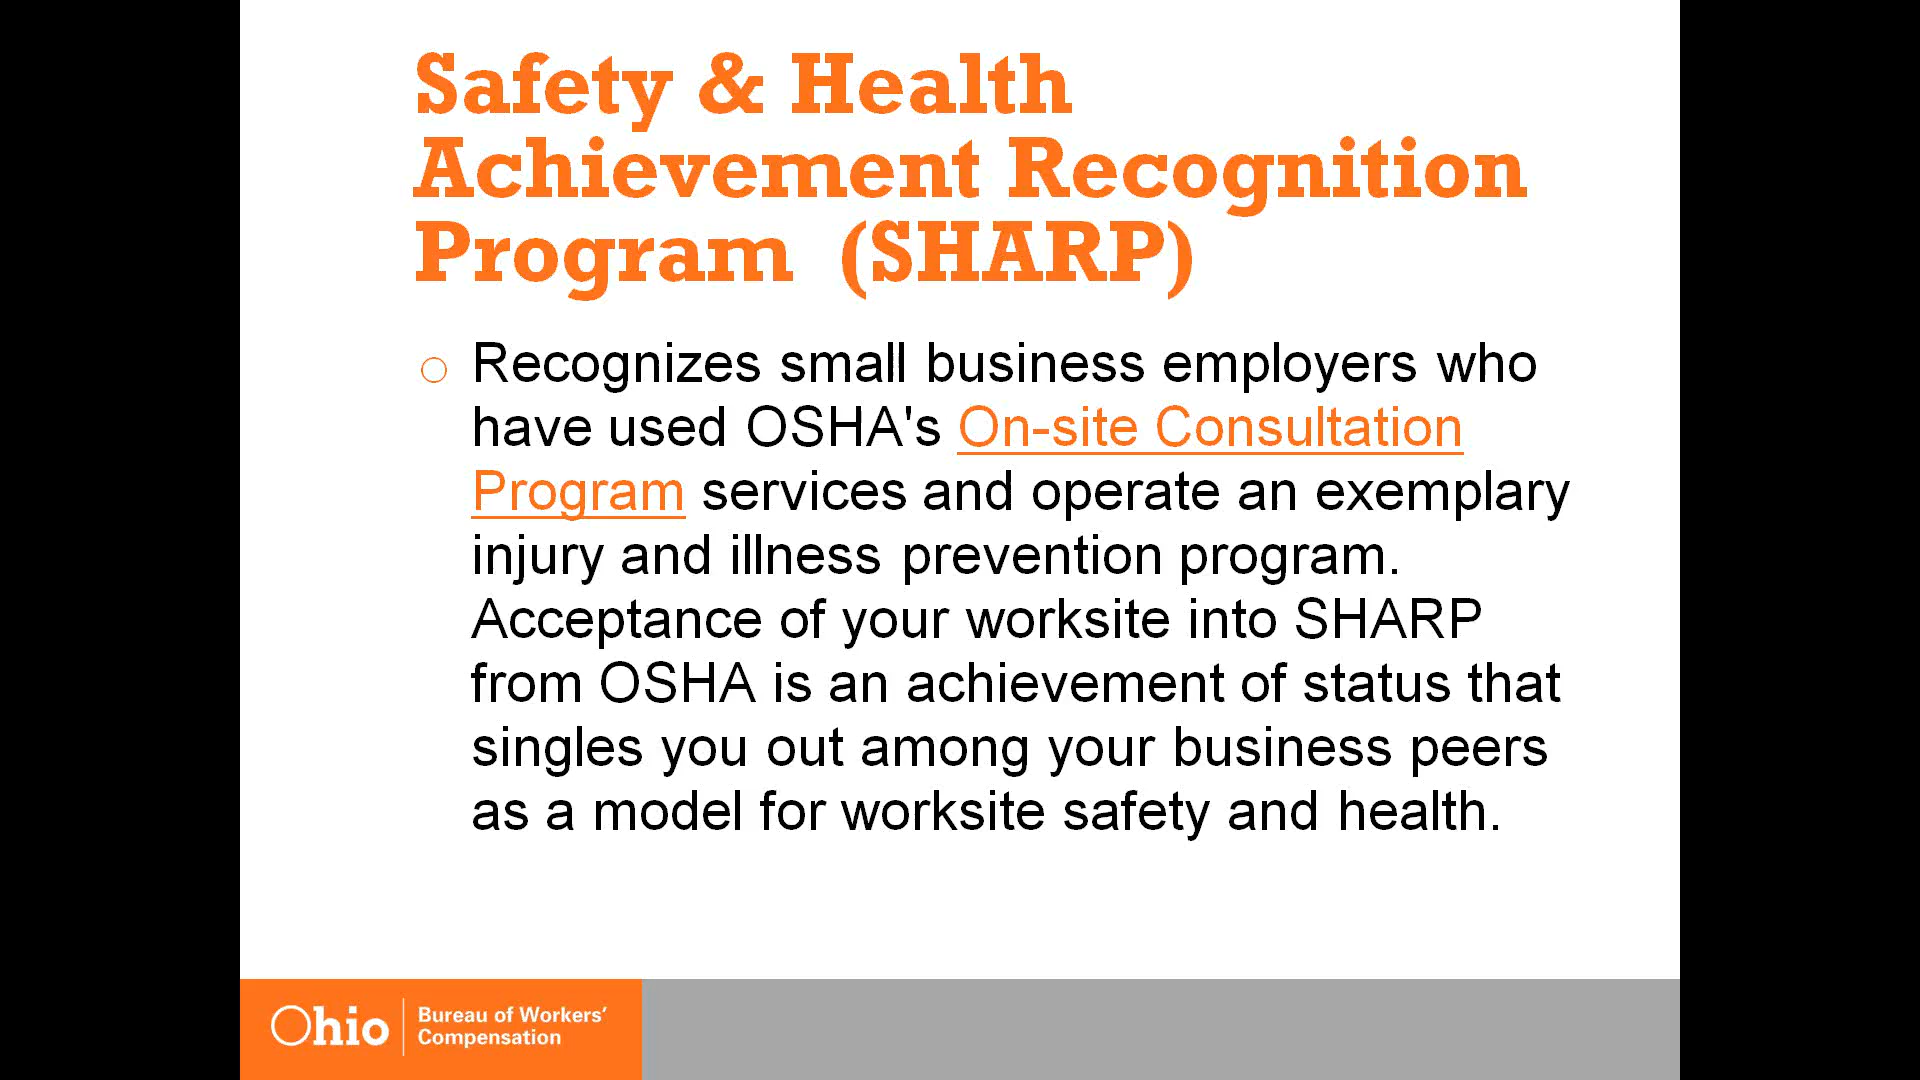 Safety & Health
Achievement Recognition
Program (SHARP)
Recognizes small business employers who
have used OSHA's On-site Consultation
Program services and operate an exemplary
injury and illness prevention program.
Acceptance of your worksite into SHARP
from OSHA is an achievement of status that
singles you out among your business peers
as a model for worksite safety and health.
Ohio
Bureau of Workers'
Compensation